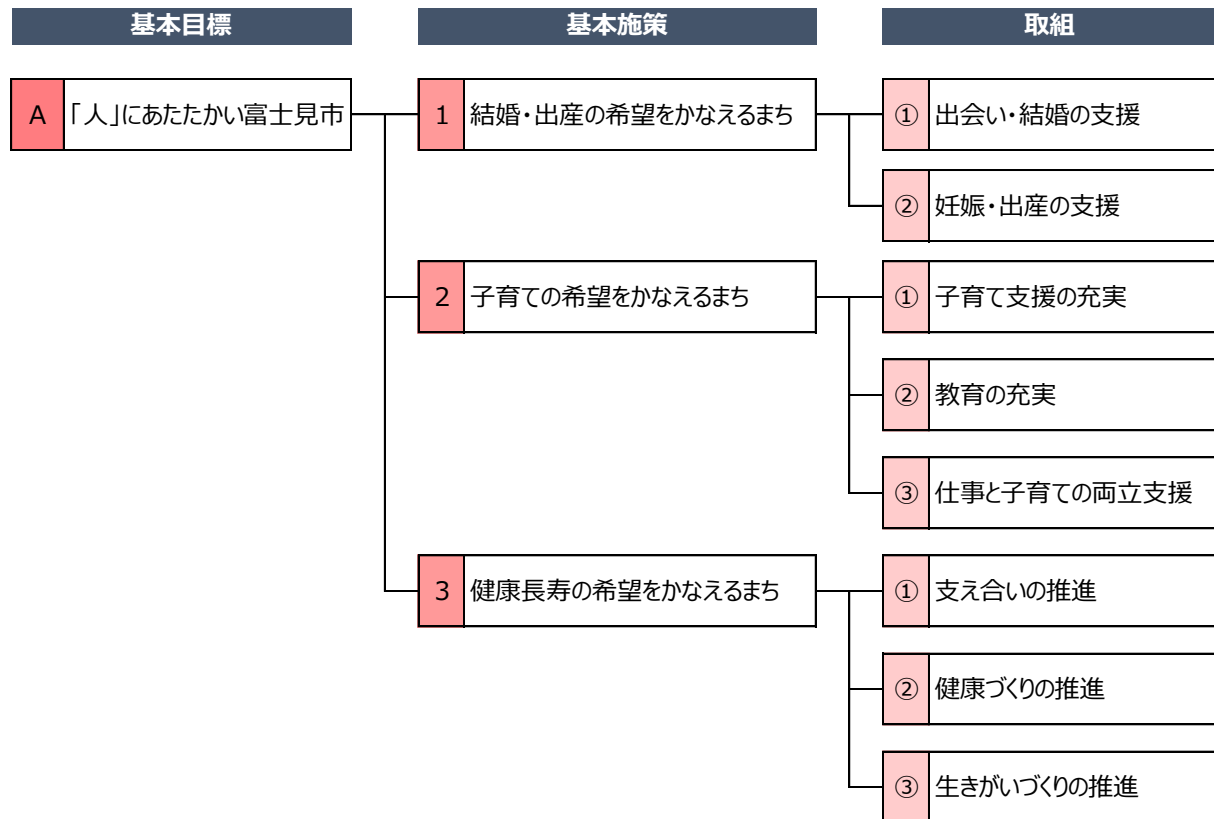 基本目標
基本施策
取組
A 「人」にあたたかい富士見市
1 結婚・出産の希望をかなえるまち
① 出会い・結婚の支援
② 妊娠・出産の支援
2 子育ての希望をかなえるまち
① 子育て支援の充実
② 教育の充実
③ 仕事と子育ての両立支援
3 健康長寿の希望をかなえるまち
① 支え合いの推進
② 健康づくりの推進
③ 生きがいづくりの推進